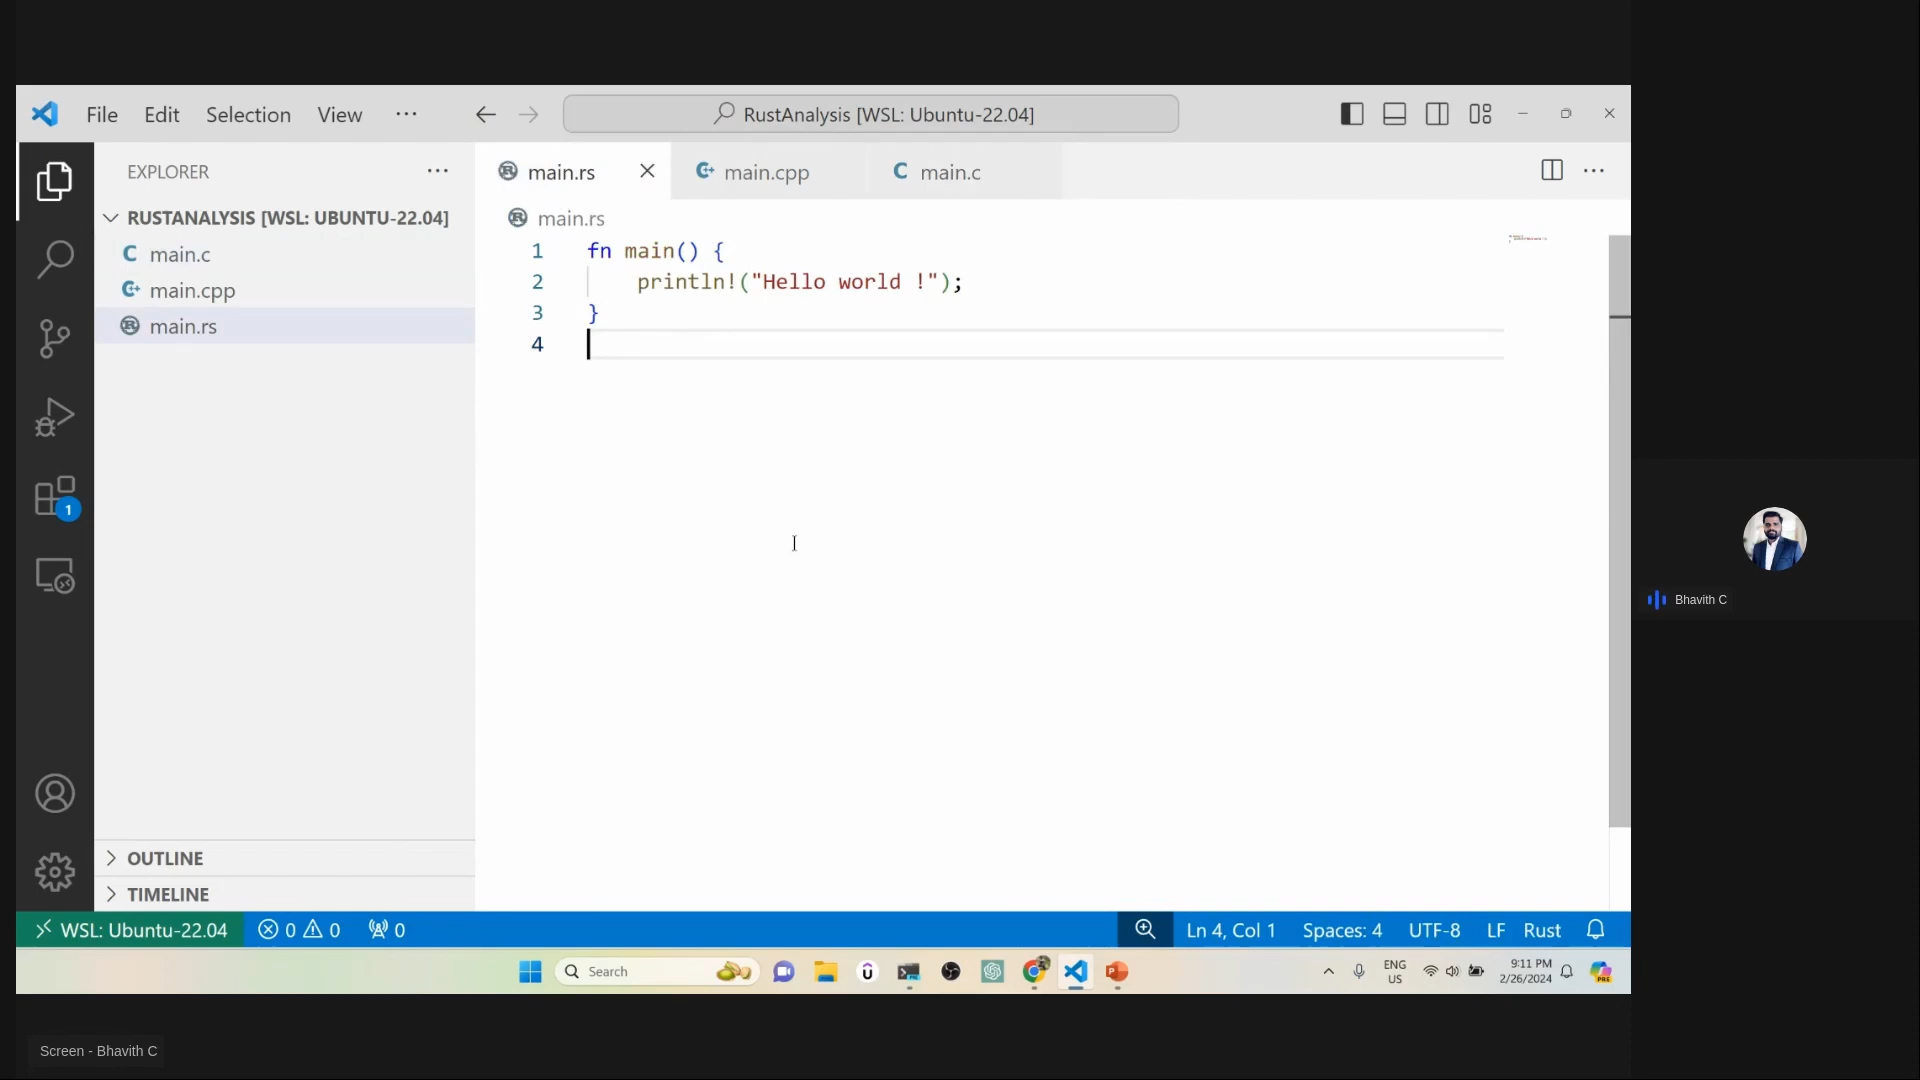 File Edit Selection View ··· RustAnalysis [WSL: Ubuntu-22.04]
EXPLORER ···
RUSTANALYSIS [WSL: UBUNTU-22.04]
main.c
main.cpp
main.rs
main.rs main.cpp main.c
main.rs
1 fn main() {
2 println!("Hello world !");
3 }
4
1
OUTLINE
TIMELINE
WSL: Ubuntu-22.04 0 0 0 Ln 4, Col 1 Spaces: 4 UTF-8 LF Rust
Search ENG US 9:11 PM 2/26/2024 PRE
Bhavith C
Screen - Bhavith C